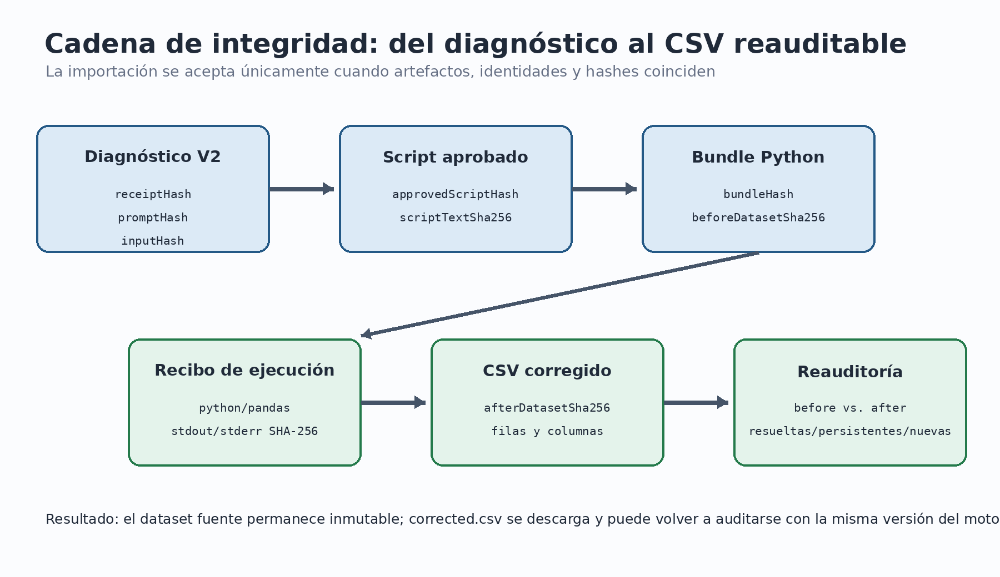 Cadena de integridad: del diagnóstico al CSV reauditable
La importación se acepta únicamente cuando artefactos, identidades y hashes coinciden
Diagnóstico V2
receiptHash
promptHash
inputHash
Script aprobado
approvedScriptHash
scriptTextSha256
Bundle Python
bundleHash
beforeDatasetSha256
Recibo de ejecución
python/pandas
stdout/stderr SHA-256
CSV corregido
afterDatasetSha256
filas y columnas
Reauditoría
before vs. after
resueltas/persistentes/nuevas
Resultado: el dataset fuente permanece inmutable; corrected.csv se descarga y puede volver a auditarse con la misma versión del moto